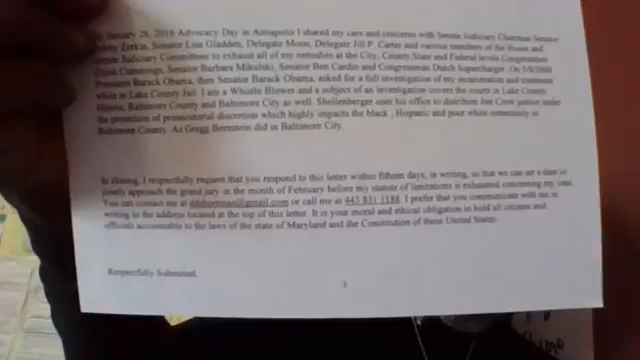 January 28, 2016 Advocacy Day in Annapolis I shared my care and concerns with Senate Judiciary Chairman Senator
Zirkin, Senator Lisa Gladden, Delegate Moon, Delegate Jill P. Carter and various members of the House and
Senate Judiciary Committees to exhaust all of my remedies at the City, County State and Federal levels Congressman
Elijah Cummings, Senator Barbara Mikulski, Senator Ben Cardin and Congressman Dutch Ruppersberger. On
President Barack Obama, then Senator Barack Obama, asked for a full investigation of my incarceration and treatment
while in Lake County Jail. I am a Whistle Blower and a subject of an investigation covers the courts in Lake County
Illinois, Baltimore County and Baltimore City as well. Shellenberger uses his office to distribute Jim Crow justice under
the protection of prosecutorial discretion which highly impacts the black , Hispanic and poor white community in
Baltimore County. As Gregg Bernstein did in Baltimore City.
In closing, I respectfully request that you respond to this letter within fifteen days, in writing, so that we can set a date to
jointly approach the grand jury in the month of February before my statute of limitations is exhausted concerning my case.
You can contact me at or call me at 443 831 1188. I prefer that you communicate with me in
writing to the address located at the top of this letter. It is your moral and ethical obligation to hold all citizens and
officials accountable to the laws of the state of Maryland and the Constitution of these United States.
Respectfully Submitted,